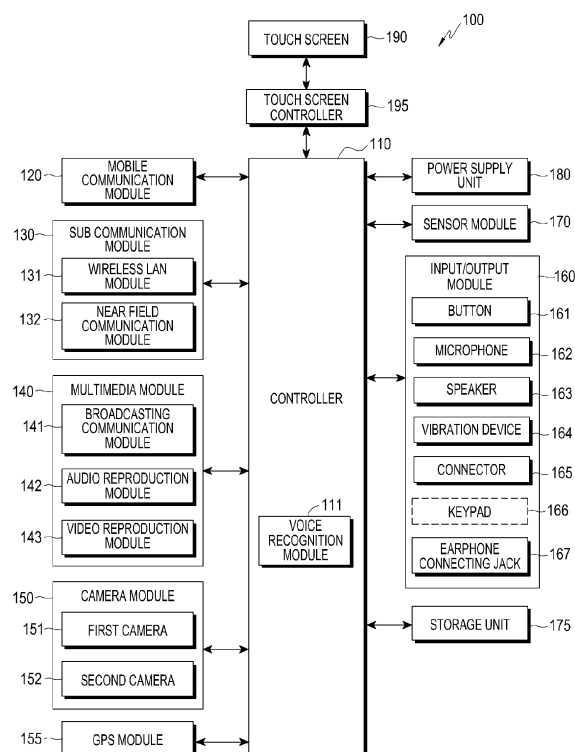 100
TOUCH SCREEN
190
TOUCH SCREEN
CONTROLLER
195
110
120
MOBILE
COMMUNICATION
MODULE
POWER SUPPLY
UNIT
180
SENSOR MODULE
170
130
SUB COMMUNICATION
MODULE
131
WIRELESS LAN
MODULE
132
NEAR FIELD
COMMUNICATION
MODULE
INPUT/OUTPUT
MODULE
160
BUTTON
161
MICROPHONE
162
SPEAKER
163
VIBRATION DEVICE
164
CONNECTOR
165
KEYPAD
166
EARPHONE
CONNECTING JACK
167
140
MULTIMEDIA MODULE
141
BROADCASTING
COMMUNICATION
MODULE
142
AUDIO REPRODUCTION
MODULE
143
VIDEO REPRODUCTION
MODULE
CONTROLLER
111
VOICE
RECOGNITION
MODULE
150
CAMERA MODULE
151
FIRST CAMERA
152
SECOND CAMERA
STORAGE UNIT
175
155
GPS MODULE